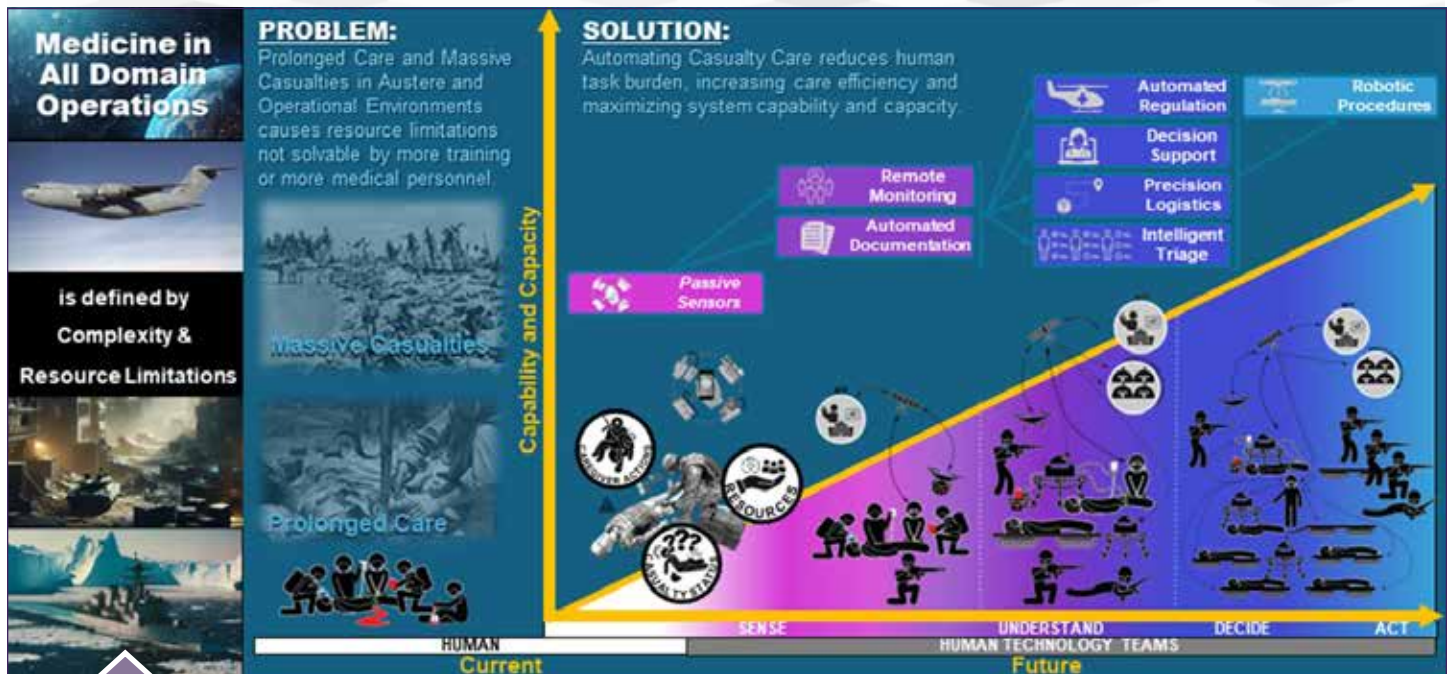 Medicine in
All Domain
Operations
is defined by
Complexity &
Resource Limitations
PROBLEM:
Prolonged Care and Massive
Casualties in Austere and
Operational Environments
causes resource limitations
not solvable by more training
or more medical personnel.
Massive Casualties
Prolonged Care
SOLUTION:
Automating Casualty Care reduces human
task burden, increasing care efficiency and
maximizing system capability and capacity.
Capability and Capacity
Passive
Sensors
Remote
Monitoring
Automated
Documentation
Automated
Regulation
Decision
Support
Precision
Logistics
Intelligent
Triage
Robotic
Procedures
CAREGIVER ACTIONS
RESOURCES
???
CASUALTY STATUS
SENSE
UNDERSTAND
DECIDE
ACT
HUMAN
HUMAN TECHNOLOGY TEAMS
Current
Future